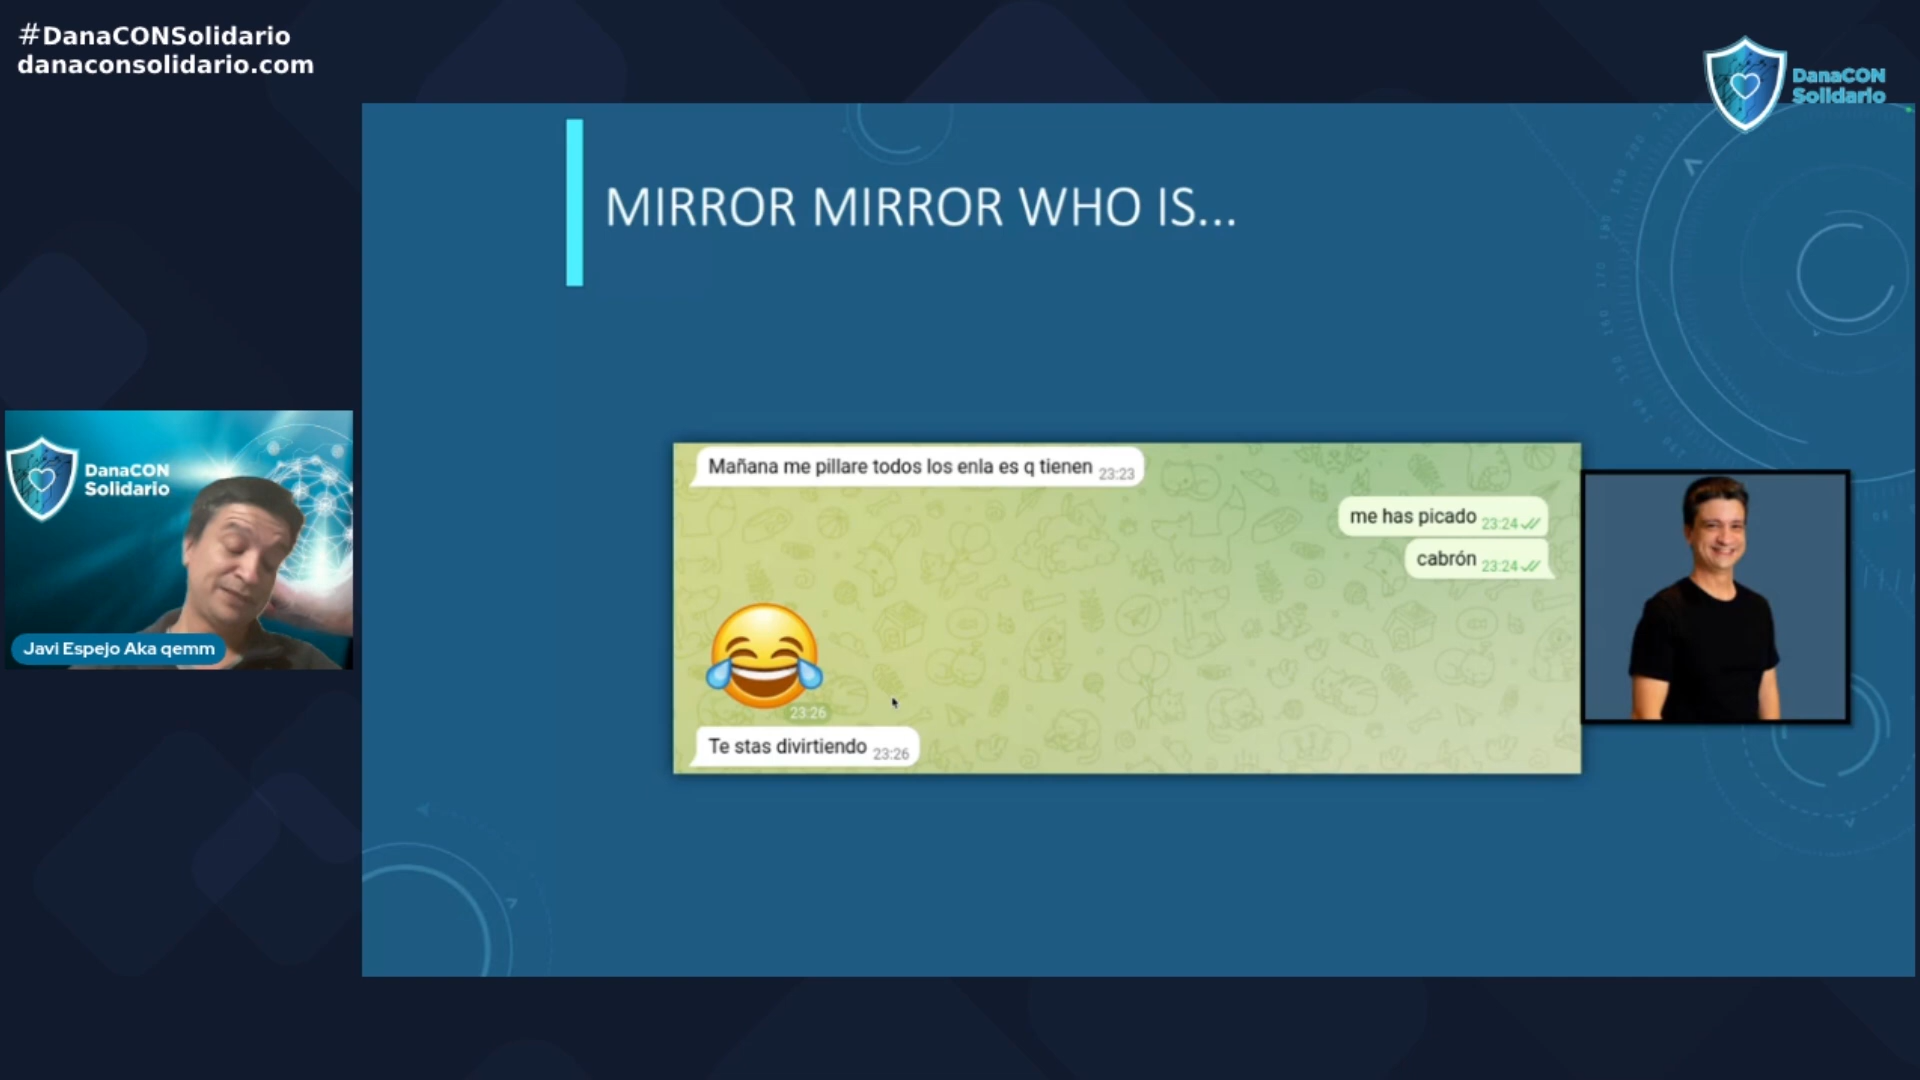 #DanaCONSolidario
danaconsolidario.com
DanaCON
Solidario
MIRROR MIRROR WHO IS...
Mañana me pillare todos los enla es q tienen 23:23
me has picado 23:24
cabrón 23:24
23:26
Te stas divirtiendo 23:26
DanaCON
Solidario
Javi Espejo Aka qemm